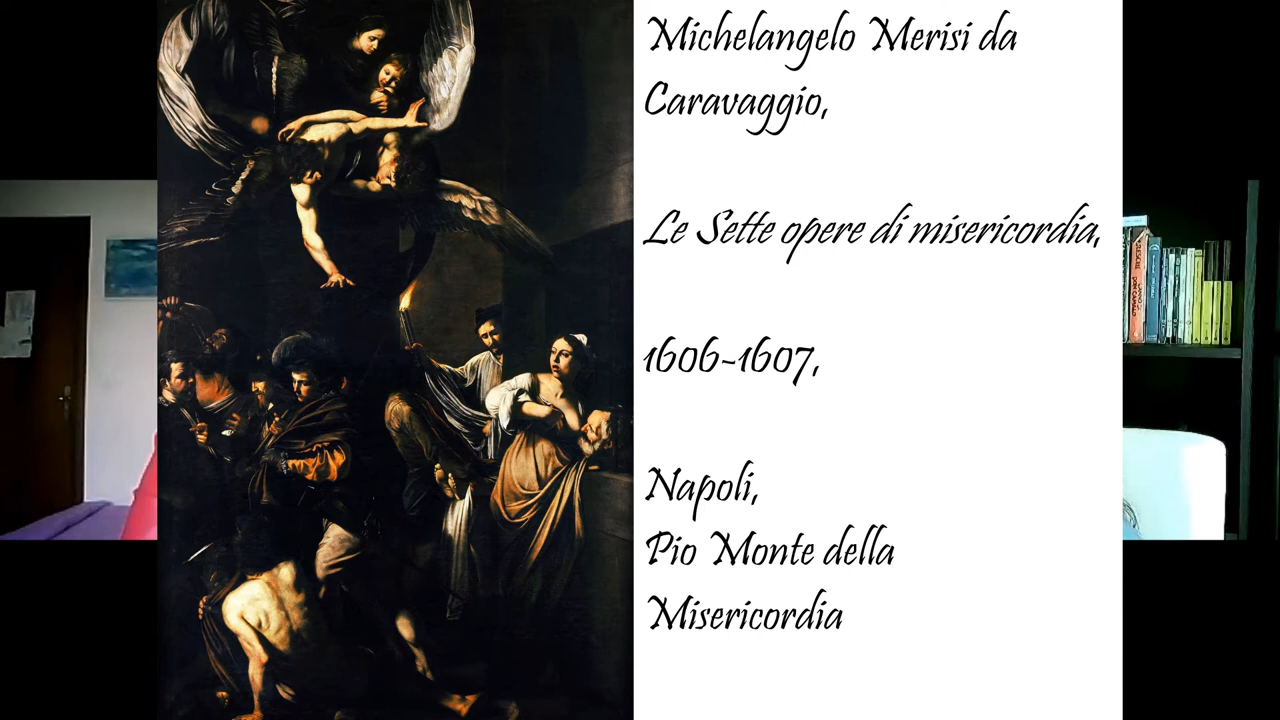 Michelangelo Merisi da
Caravaggio,
Le Sette opere di misericordia,
1606-1607,
Napoli,
Pio Monte della
Misericordia